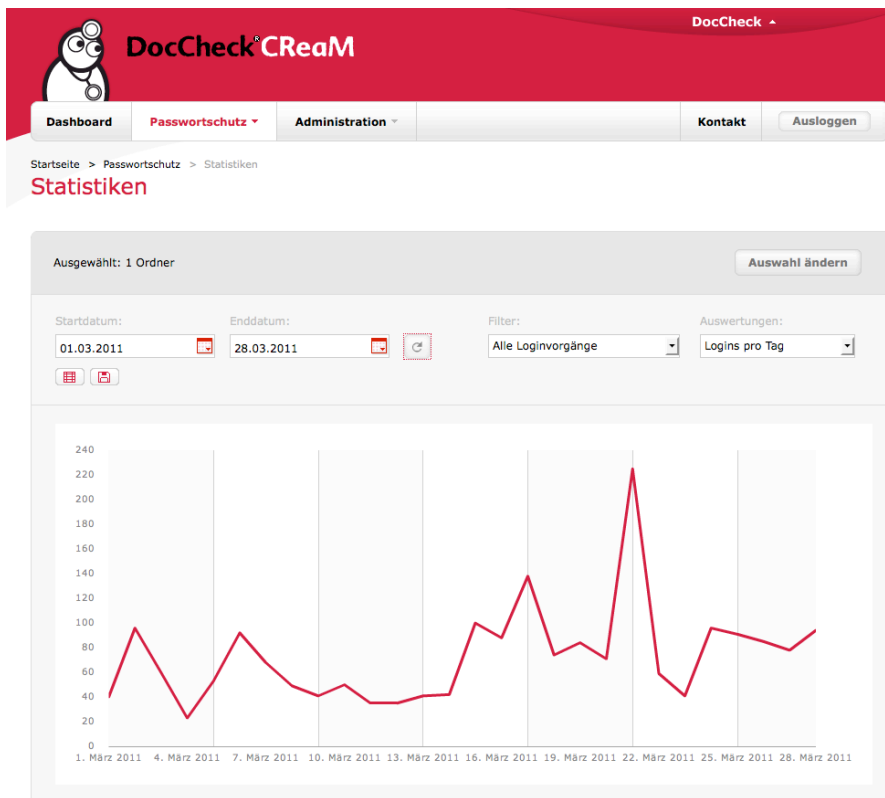 DocCheck
DocCheck® CReaM
Dashboard Passwortschutz Administration Kontakt Ausloggen
Startseite > Passwortschutz > Statistiken
Statistiken
Ausgewählt: 1 Ordner Auswahl ändern
Startdatum: Enddatum: Filter: Auswertungen:
01.03.2011 28.03.2011 Alle Loginvorgänge Logins pro Tag
240
220
200
180
160
140
120
100
80
60
40
20
0
1. März 2011 4. März 2011 7. März 2011 10. März 2011 13. März 2011 16. März 2011 19. März 2011 22. März 2011 25. März 2011 28. März 2011